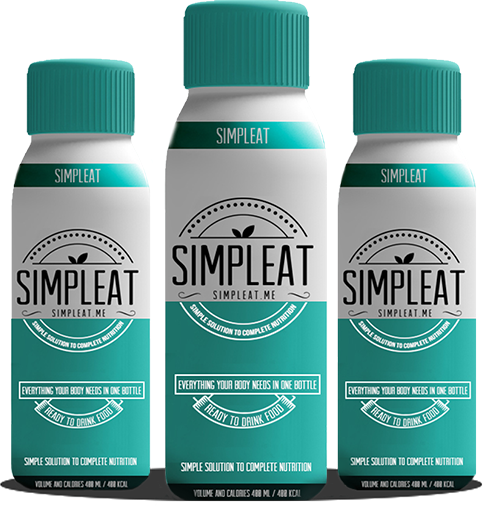 SIMPLEAT
SIMPLEAT
SIMPLEAT.ME
SIMPLE SOLUTION TO COMPLETE NUTRITION
EVERYTHING YOUR BODY NEEDS IN ONE BOTTLE
READY TO DRINK FOOD
SIMPLE SOLUTION TO COMPLETE NUTRITION
VOLUME AND CALORIES 400 ML / 400 KCAL
SIMPLEAT
SIMPLEAT
SIMPLEAT.ME
SIMPLE SOLUTION TO COMPLETE NUTRITION
EVERYTHING YOUR BODY NEEDS IN ONE BOTTLE
READY TO DRINK FOOD
SIMPLE SOLUTION TO COMPLETE NUTRITION
VOLUME AND CALORIES 400 ML / 400 KCAL
SIMPLEAT
SIMPLEAT
SIMPLEAT.ME
SIMPLE SOLUTION TO COMPLETE NUTRITION
EVERYTHING YOUR BODY NEEDS IN ONE BOTTLE
READY TO DRINK FOOD
SIMPLE SOLUTION TO COMPLETE NUTRITION
VOLUME AND CALORIES 400 ML / 400 KCAL